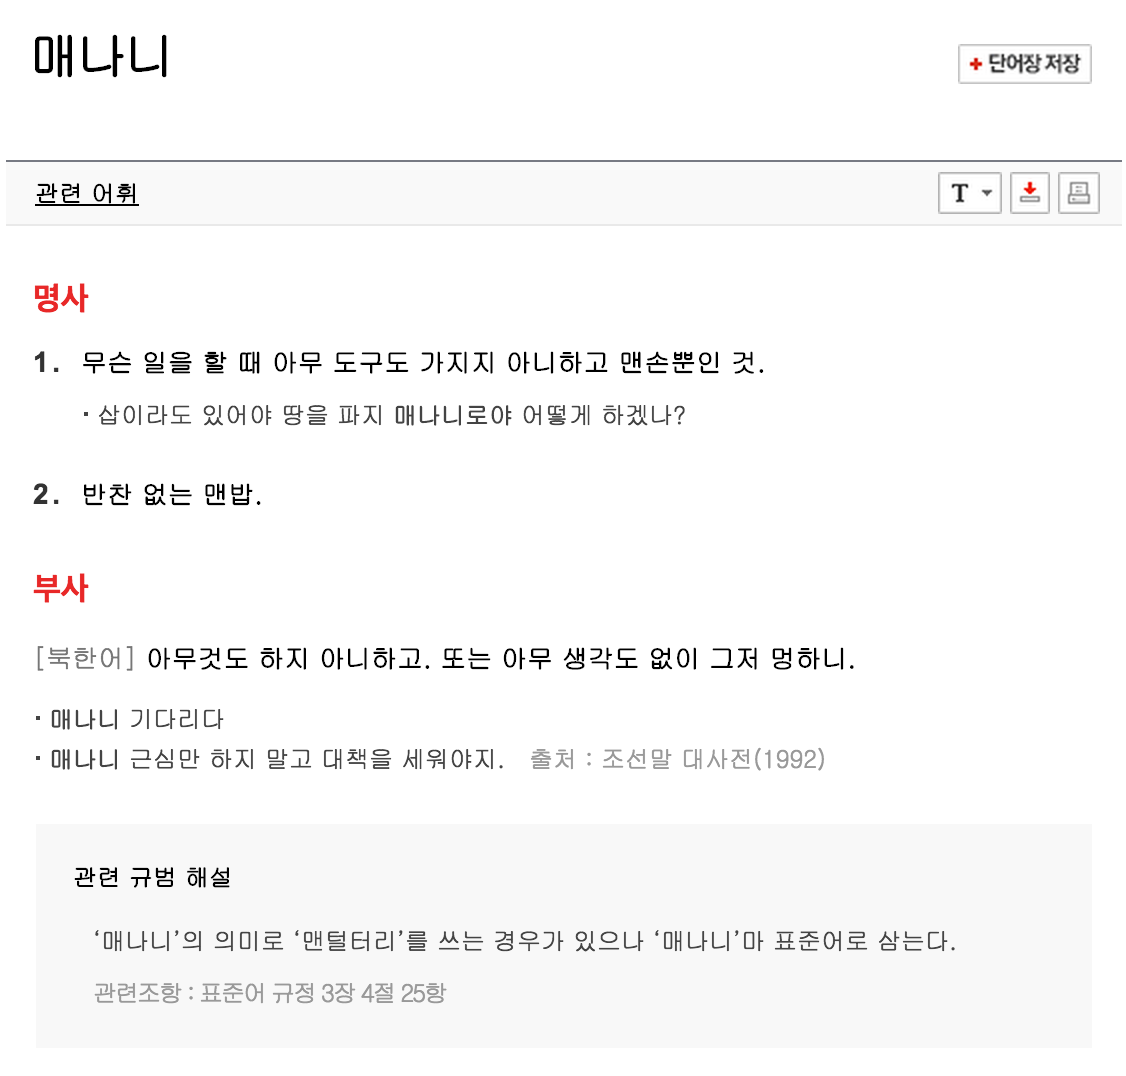 매나니
+ 단어장 저장
관련 어휘
T
명사
1. 무슨 일을 할 때 아무 도구도 가지지 아니하고 맨손뿐인 것.
· 삽이라도 있어야 땅을 파지 매나니로야 어떻게 하겠나?
2. 반찬 없는 맨밥.
부사
[북한어] 아무것도 하지 아니하고. 또는 아무 생각도 없이 그저 멍하니.
· 매나니 기다리다
· 매나니 근심만 하지 말고 대책을 세워야지. 출처 : 조선말 대사전(1992)
관련 규범 해설
‘매나니’의 의미로 ‘맨털터리’를 쓰는 경우가 있으나 ‘매나니’마 표준어로 삼는다.
관련조항 : 표준어 규정 3장 4절 25항